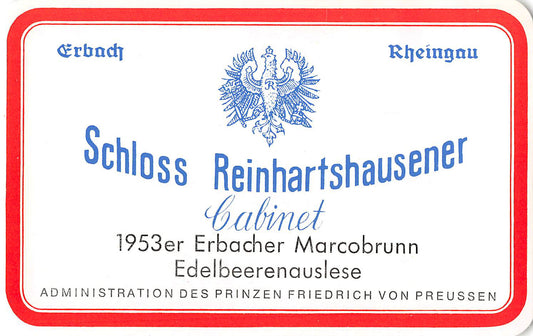 Erbach Rheingau
R
Schloss Reinhartshausener
Cabinet
1953er Erbacher Marcobrunn
Edelbeerenauslese
ADMINISTRATION DES PRINZEN FRIEDRICH VON PREUSSEN